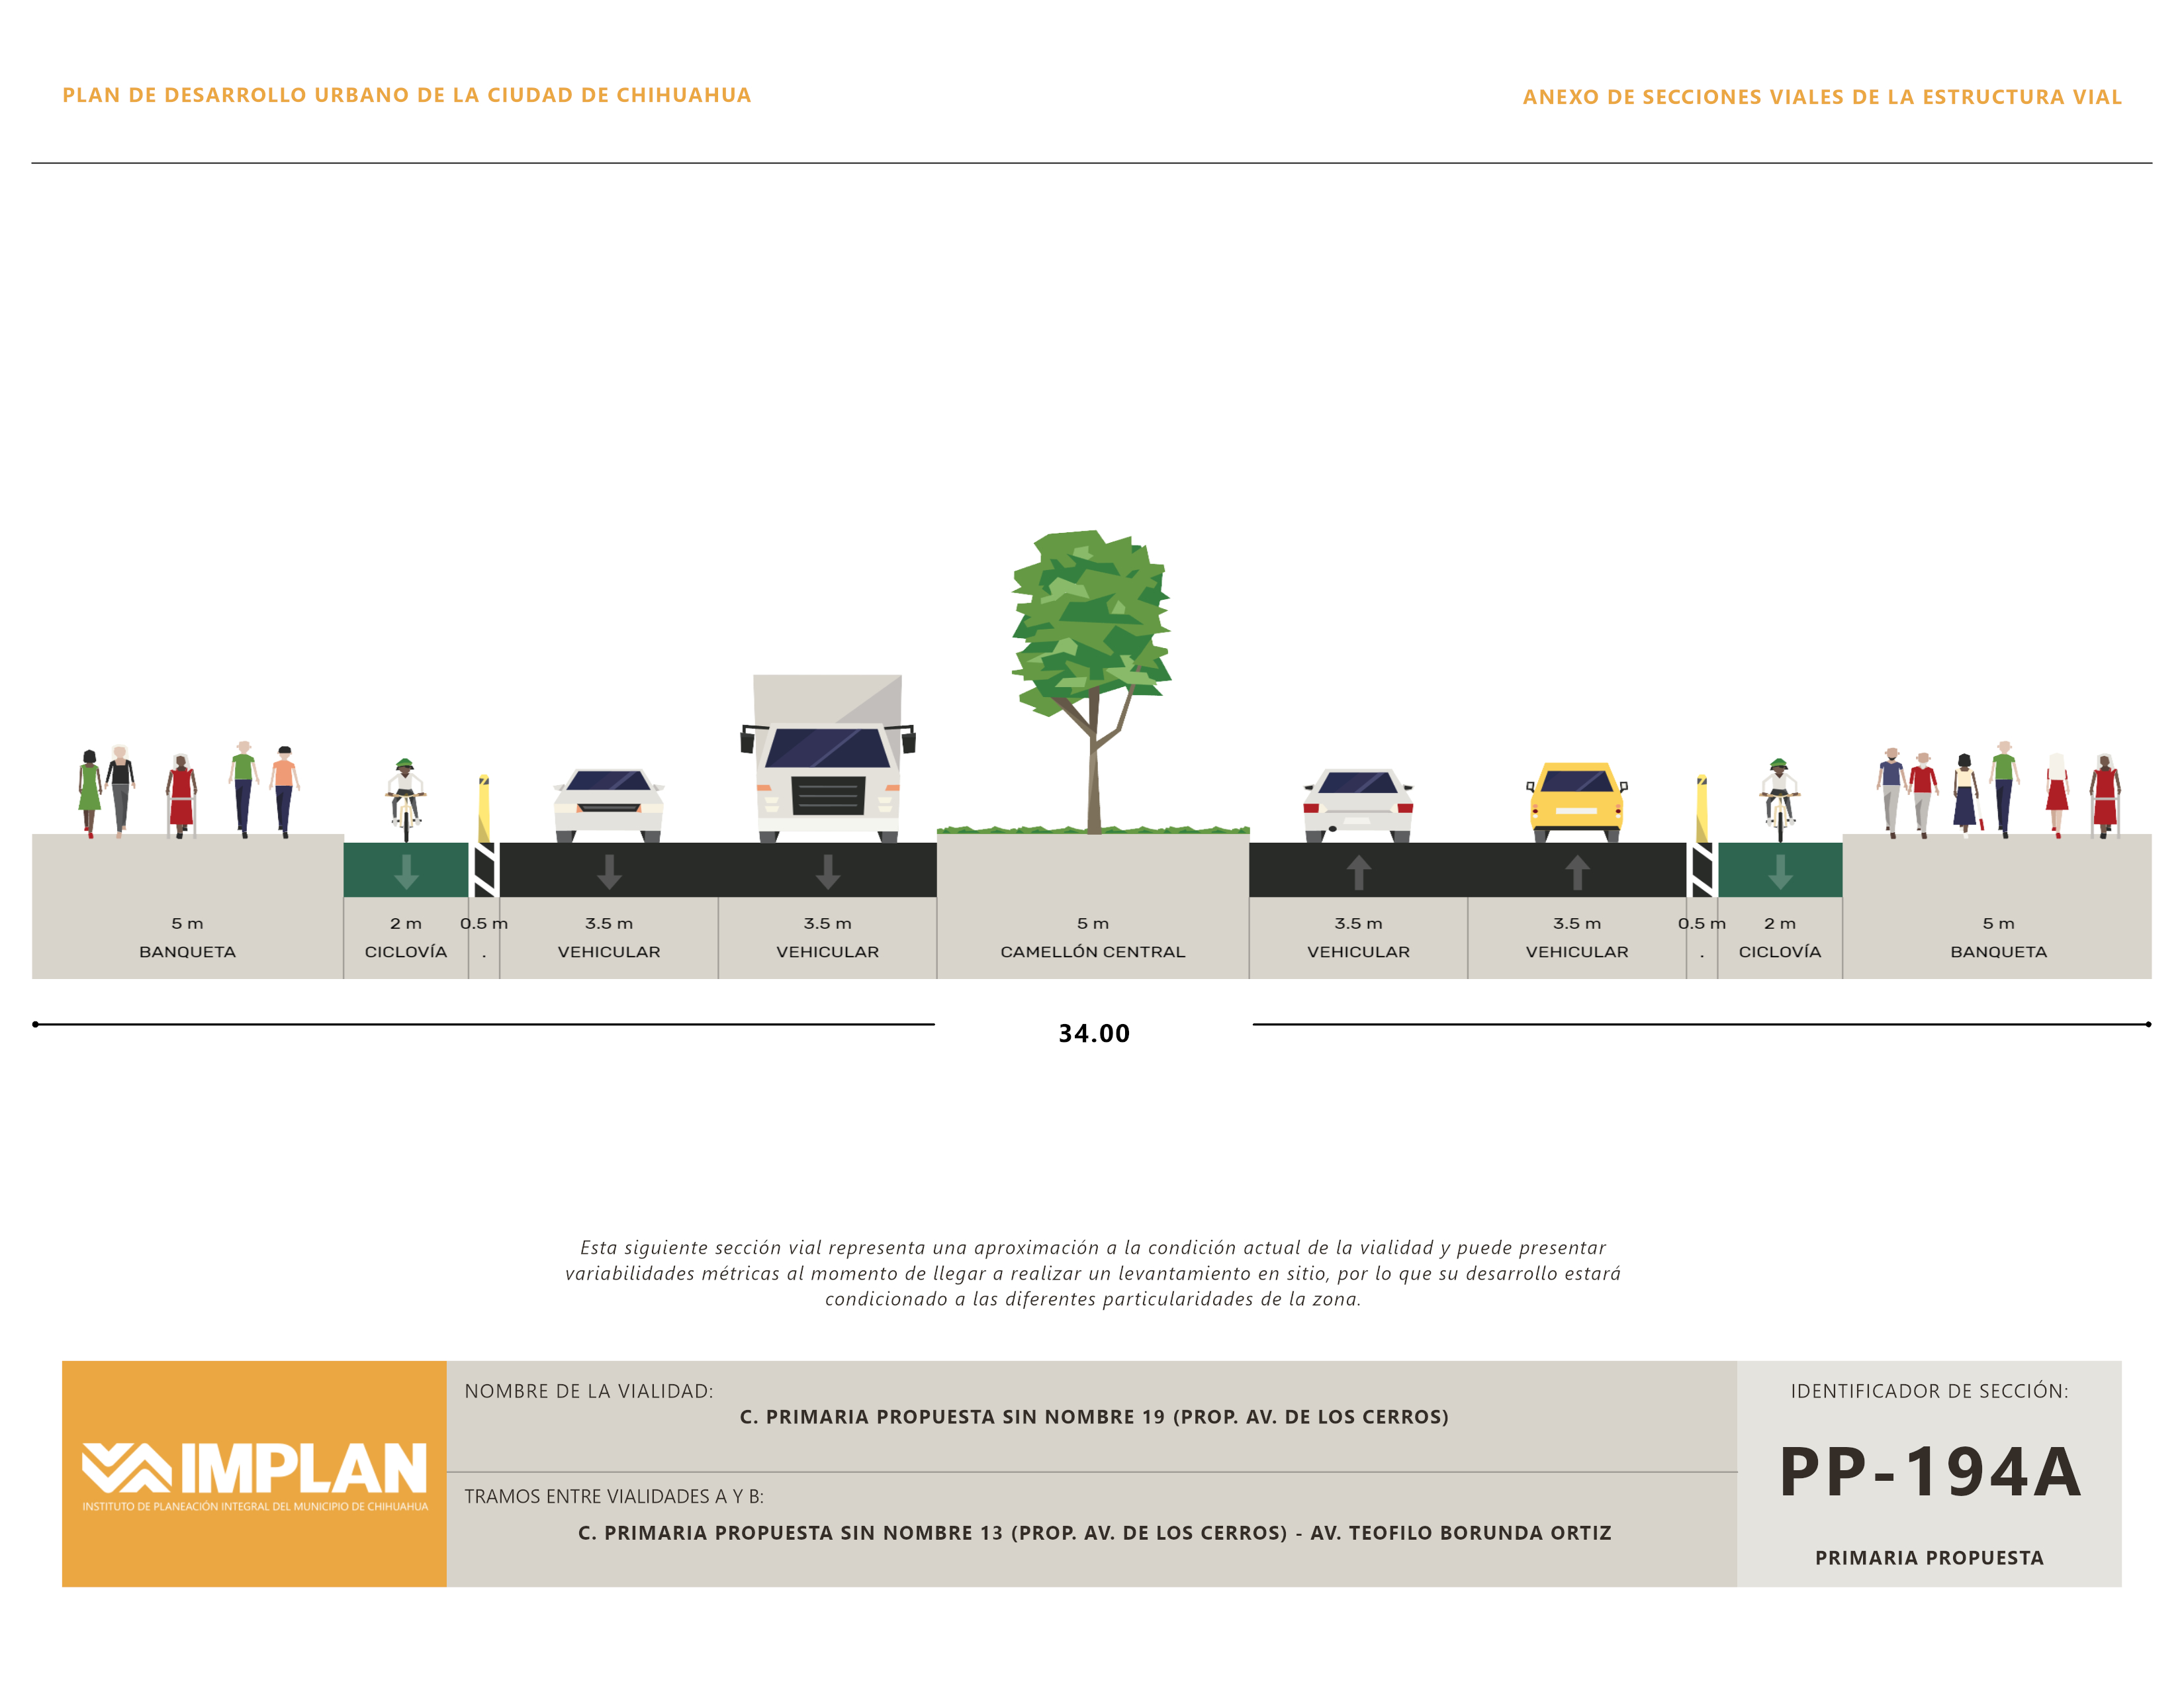 PLAN DE DESARROLLO URBANO DE LA CIUDAD DE CHIHUAHUA
ANEXO DE SECCIONES VIALES DE LA ESTRUCTURA VIAL
5 m 2 m 0.5 m 3.5 m 3.5 m 5 m 3.5 m 3.5 m 0.5 m 2 m 5 m
BANQUETA CICLOVÍA . VEHICULAR VEHICULAR CAMELLÓN CENTRAL VEHICULAR VEHICULAR . CICLOVÍA BANQUETA
34.00
Esta siguiente sección vial representa una aproximación a la condición actual de la vialidad y puede presentar
variabilidades métricas al momento de llegar a realizar un levantamiento en sitio, por lo que su desarrollo estará
condicionado a las diferentes particularidades de la zona.
IMPLAN
INSTITUTO DE PLANEACIÓN INTEGRAL DEL MUNICIPIO DE CHIHUAHUA
NOMBRE DE LA VIALIDAD:
C. PRIMARIA PROPUESTA SIN NOMBRE 19 (PROP. AV. DE LOS CERROS)
TRAMOS ENTRE VIALIDADES A Y B:
C. PRIMARIA PROPUESTA SIN NOMBRE 13 (PROP. AV. DE LOS CERROS) - AV. TEOFILO BORUNDA ORTIZ
IDENTIFICADOR DE SECCIÓN:
PP-194A
PRIMARIA PROPUESTA